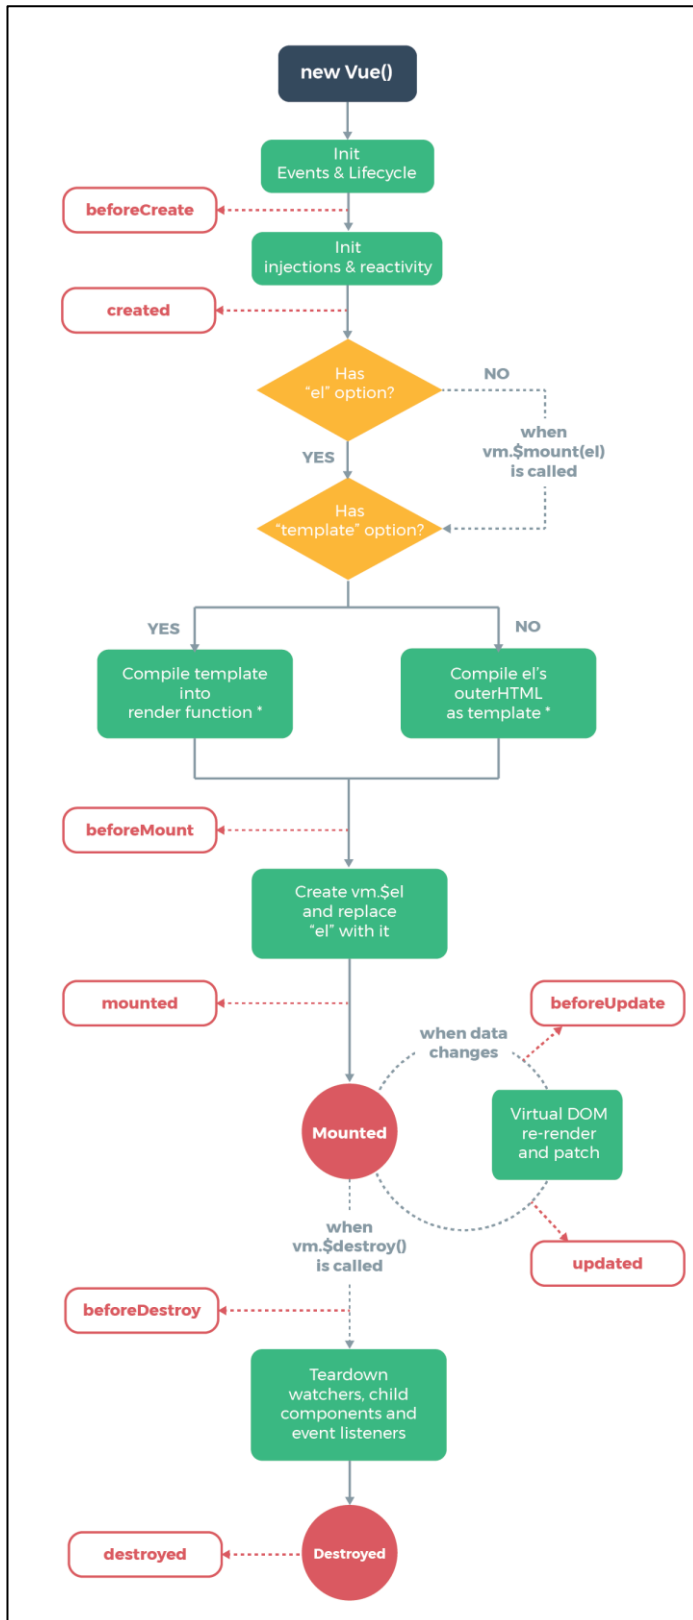 new Vue()
Init
Events & Lifecycle
beforeCreate
Init
injections & reactivity
created
Has
“el” option?
NO
when
vm.$mount(el)
is called
YES
Has
“template” option?
YES
NO
Compile template
into
render function *
Compile el’s
outerHTML
as template *
beforeMount
Create vm.$el
and replace
“el” with it
mounted
beforeUpdate
when data
changes
Mounted
Virtual DOM
re-render
and patch
when
vm.$destroy()
is called
updated
beforeDestroy
Teardown
watchers, child
components and
event listeners
destroyed
Destroyed